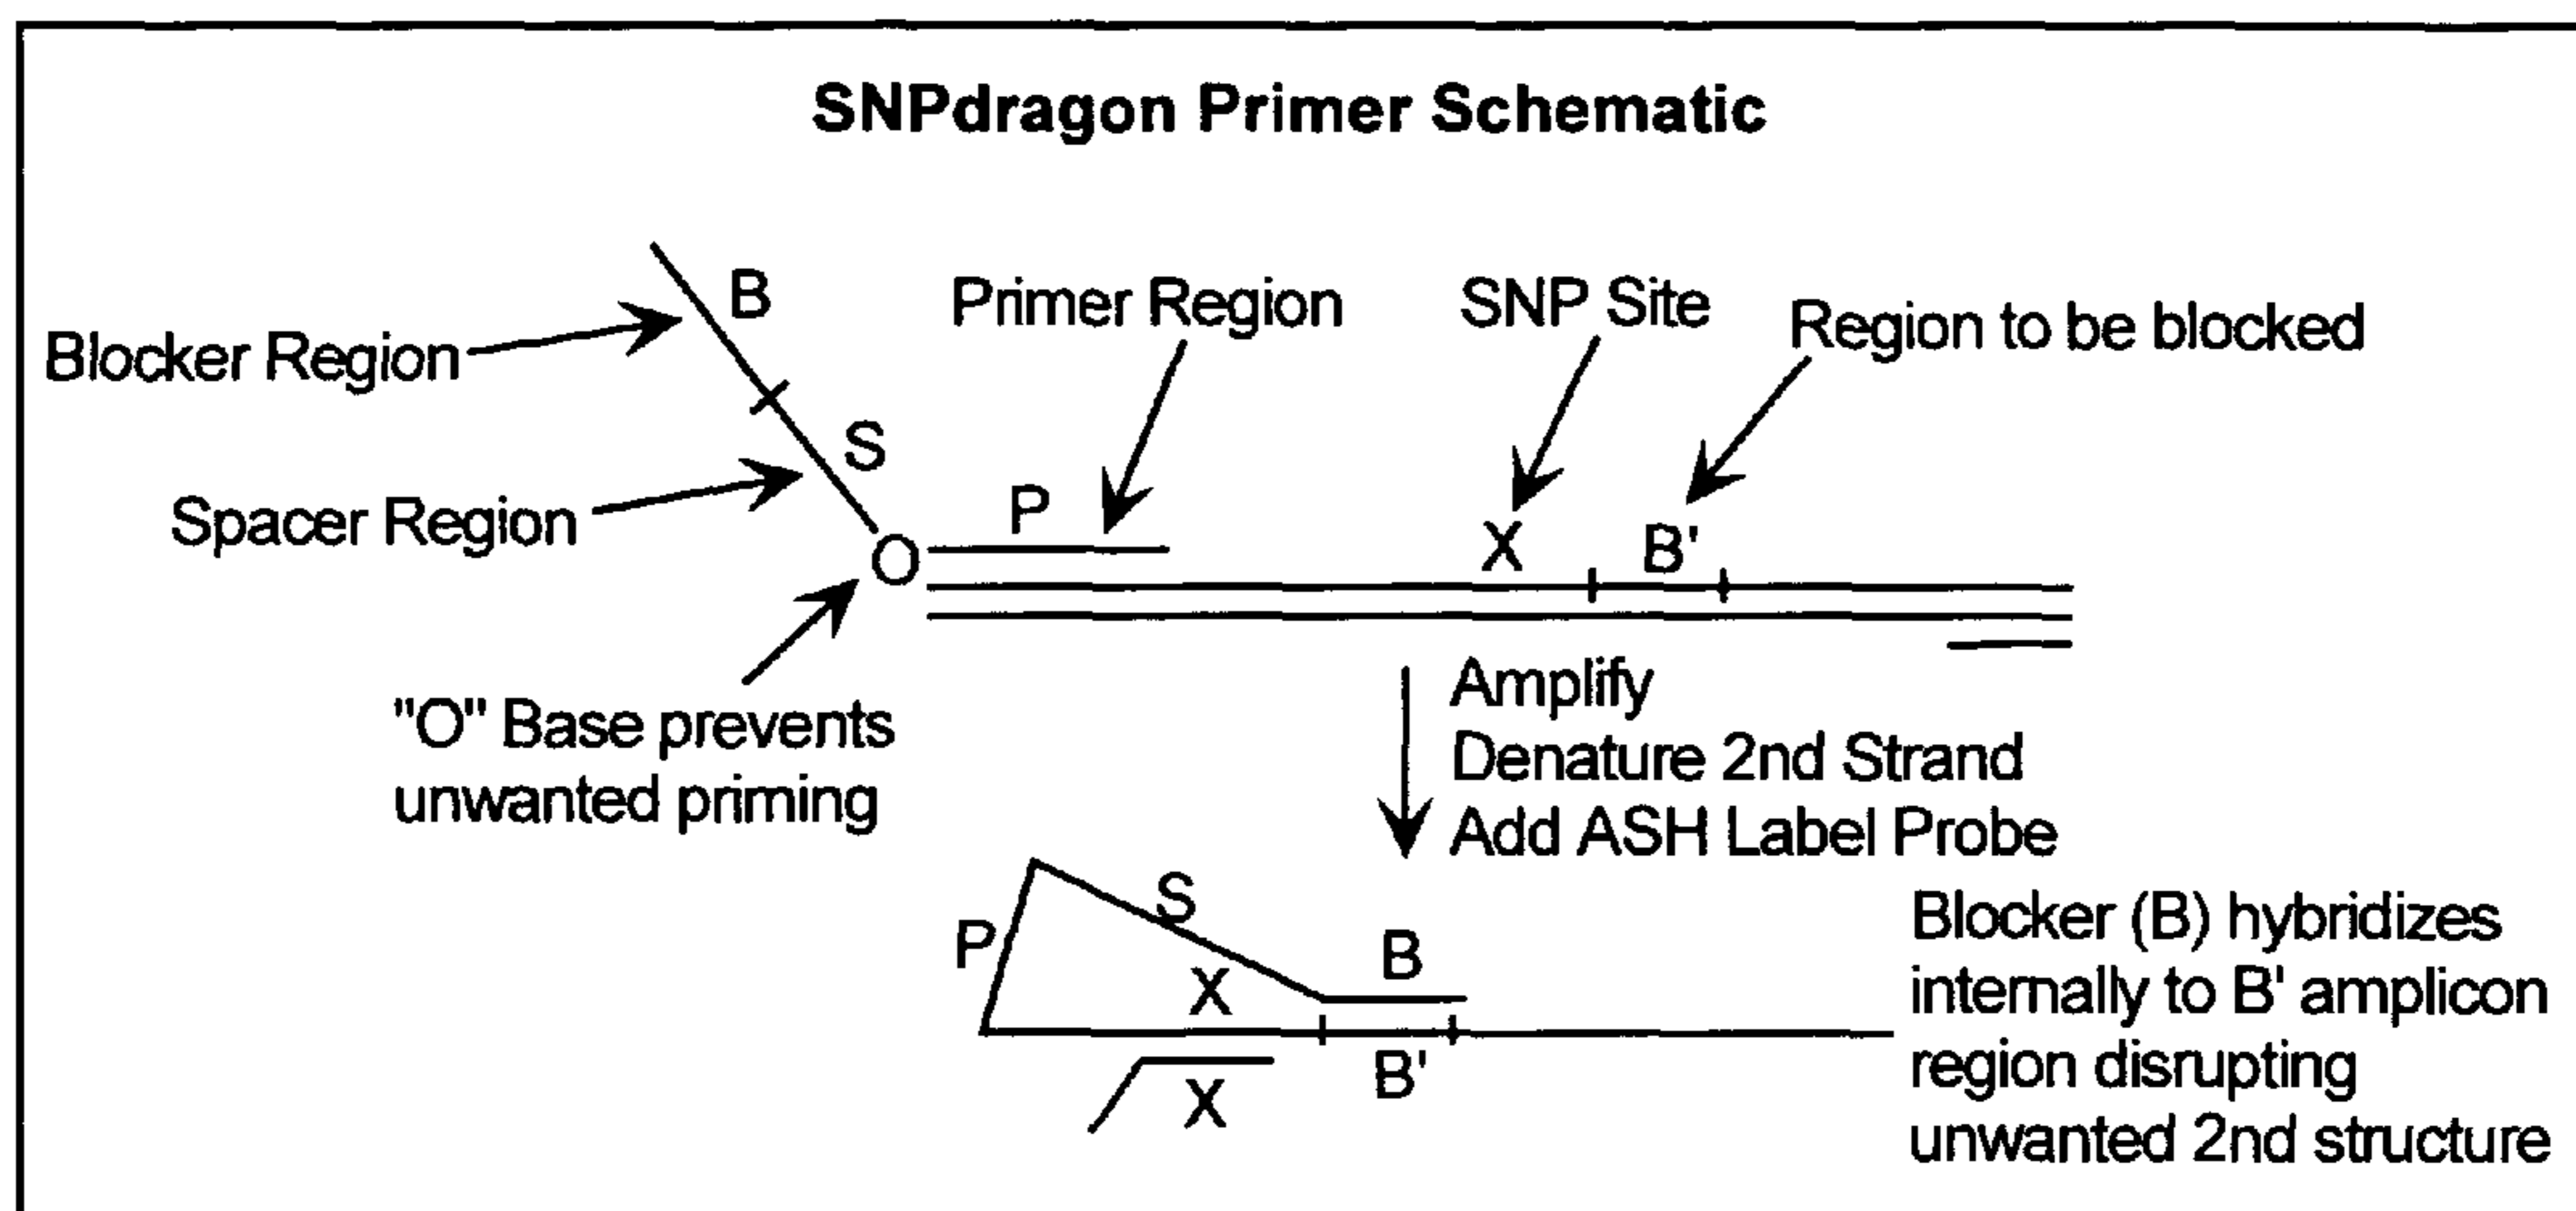 SNPdragon Primer Schematic
B
Blocker Region
Primer Region
SNP Site
Region to be blocked
S
Spacer Region
P
O
X
B'
"O" Base prevents
unwanted priming
Amplify
Denature 2nd Strand
Add ASH Label Probe
P
S
X
B
B'
X
Blocker (B) hybridizes
internally to B' amplicon
region disrupting
unwanted 2nd structure